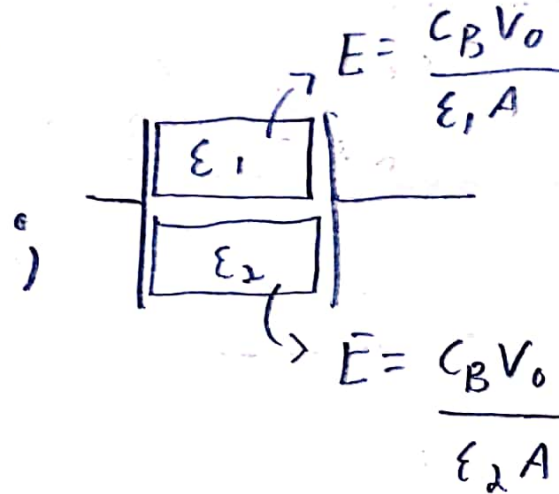 E = C_B V_0 / ε_1 A
ε_1
;
ε_2
E = C_B V_0 / ε_2 A